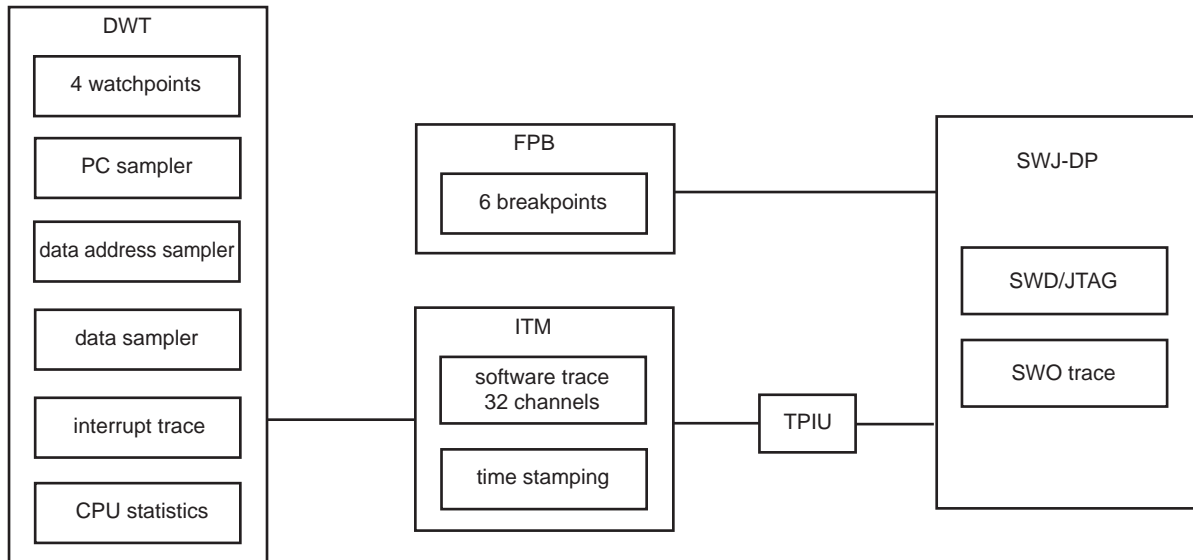 DWT
4 watchpoints
PC sampler
data address sampler
data sampler
interrupt trace
CPU statistics
FPB
6 breakpoints
ITM
software trace
32 channels
time stamping
TPIU
SWJ-DP
SWD/JTAG
SWO trace